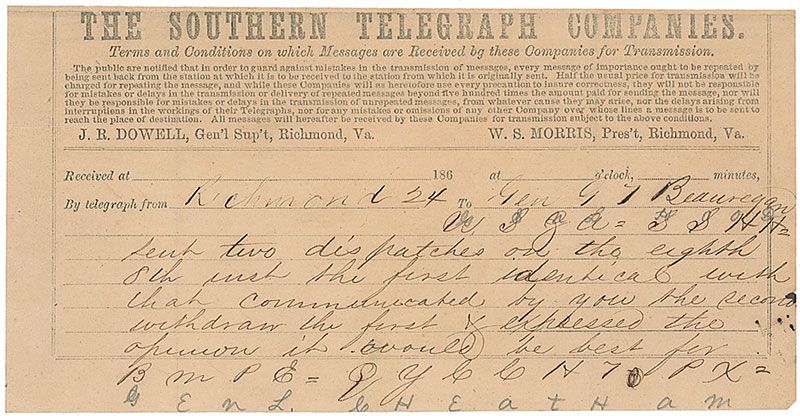 THE SOUTHERN TELEGRAPH COMPANIES.
Terms and Conditions on which Messages are Received by these Companies for Transmission.
The public are notified that in order to guard against mistakes in the transmission of messages, every message of importance ought to be repeated by
being sent back from the station at which it is to be received to the station from which it is originally sent. Half the usual price for transmission will be
charged for repeating the message, and while these Companies will as heretofore use every precaution to insure correctness, they will not be responsible
for mistakes or delays in the transmission or delivery of repeated messages beyond five hundred times the amount paid for sending the message, nor will
they be responsible for mistakes or delays in the transmission of unrepeated messages, from whatever cause they may arise, nor for delays arising from
interruptions in the workings of their Telegraphs, nor for any mistakes or omissions of any other Company over whose lines a message is to be sent to
reach the place of destination. All messages will hereafter be received by these Companies for transmission subject to the above conditions.
J. R. DOWELL, Gen'l Sup't, Richmond, Va. W. S. MORRIS, Pres't, Richmond, Va.
Received at 186 at o'clock, minutes,
By telegraph from Richmond 24 To Gen G T Beauregard
sent two dispatches on the eighth
8th inst the first identical with
that communicated by you the second
withdraw the first & expressed the
opinion it would be best for
B M P E = Q Y C C H 7 O P X =
G E N L. C H E A T H A M